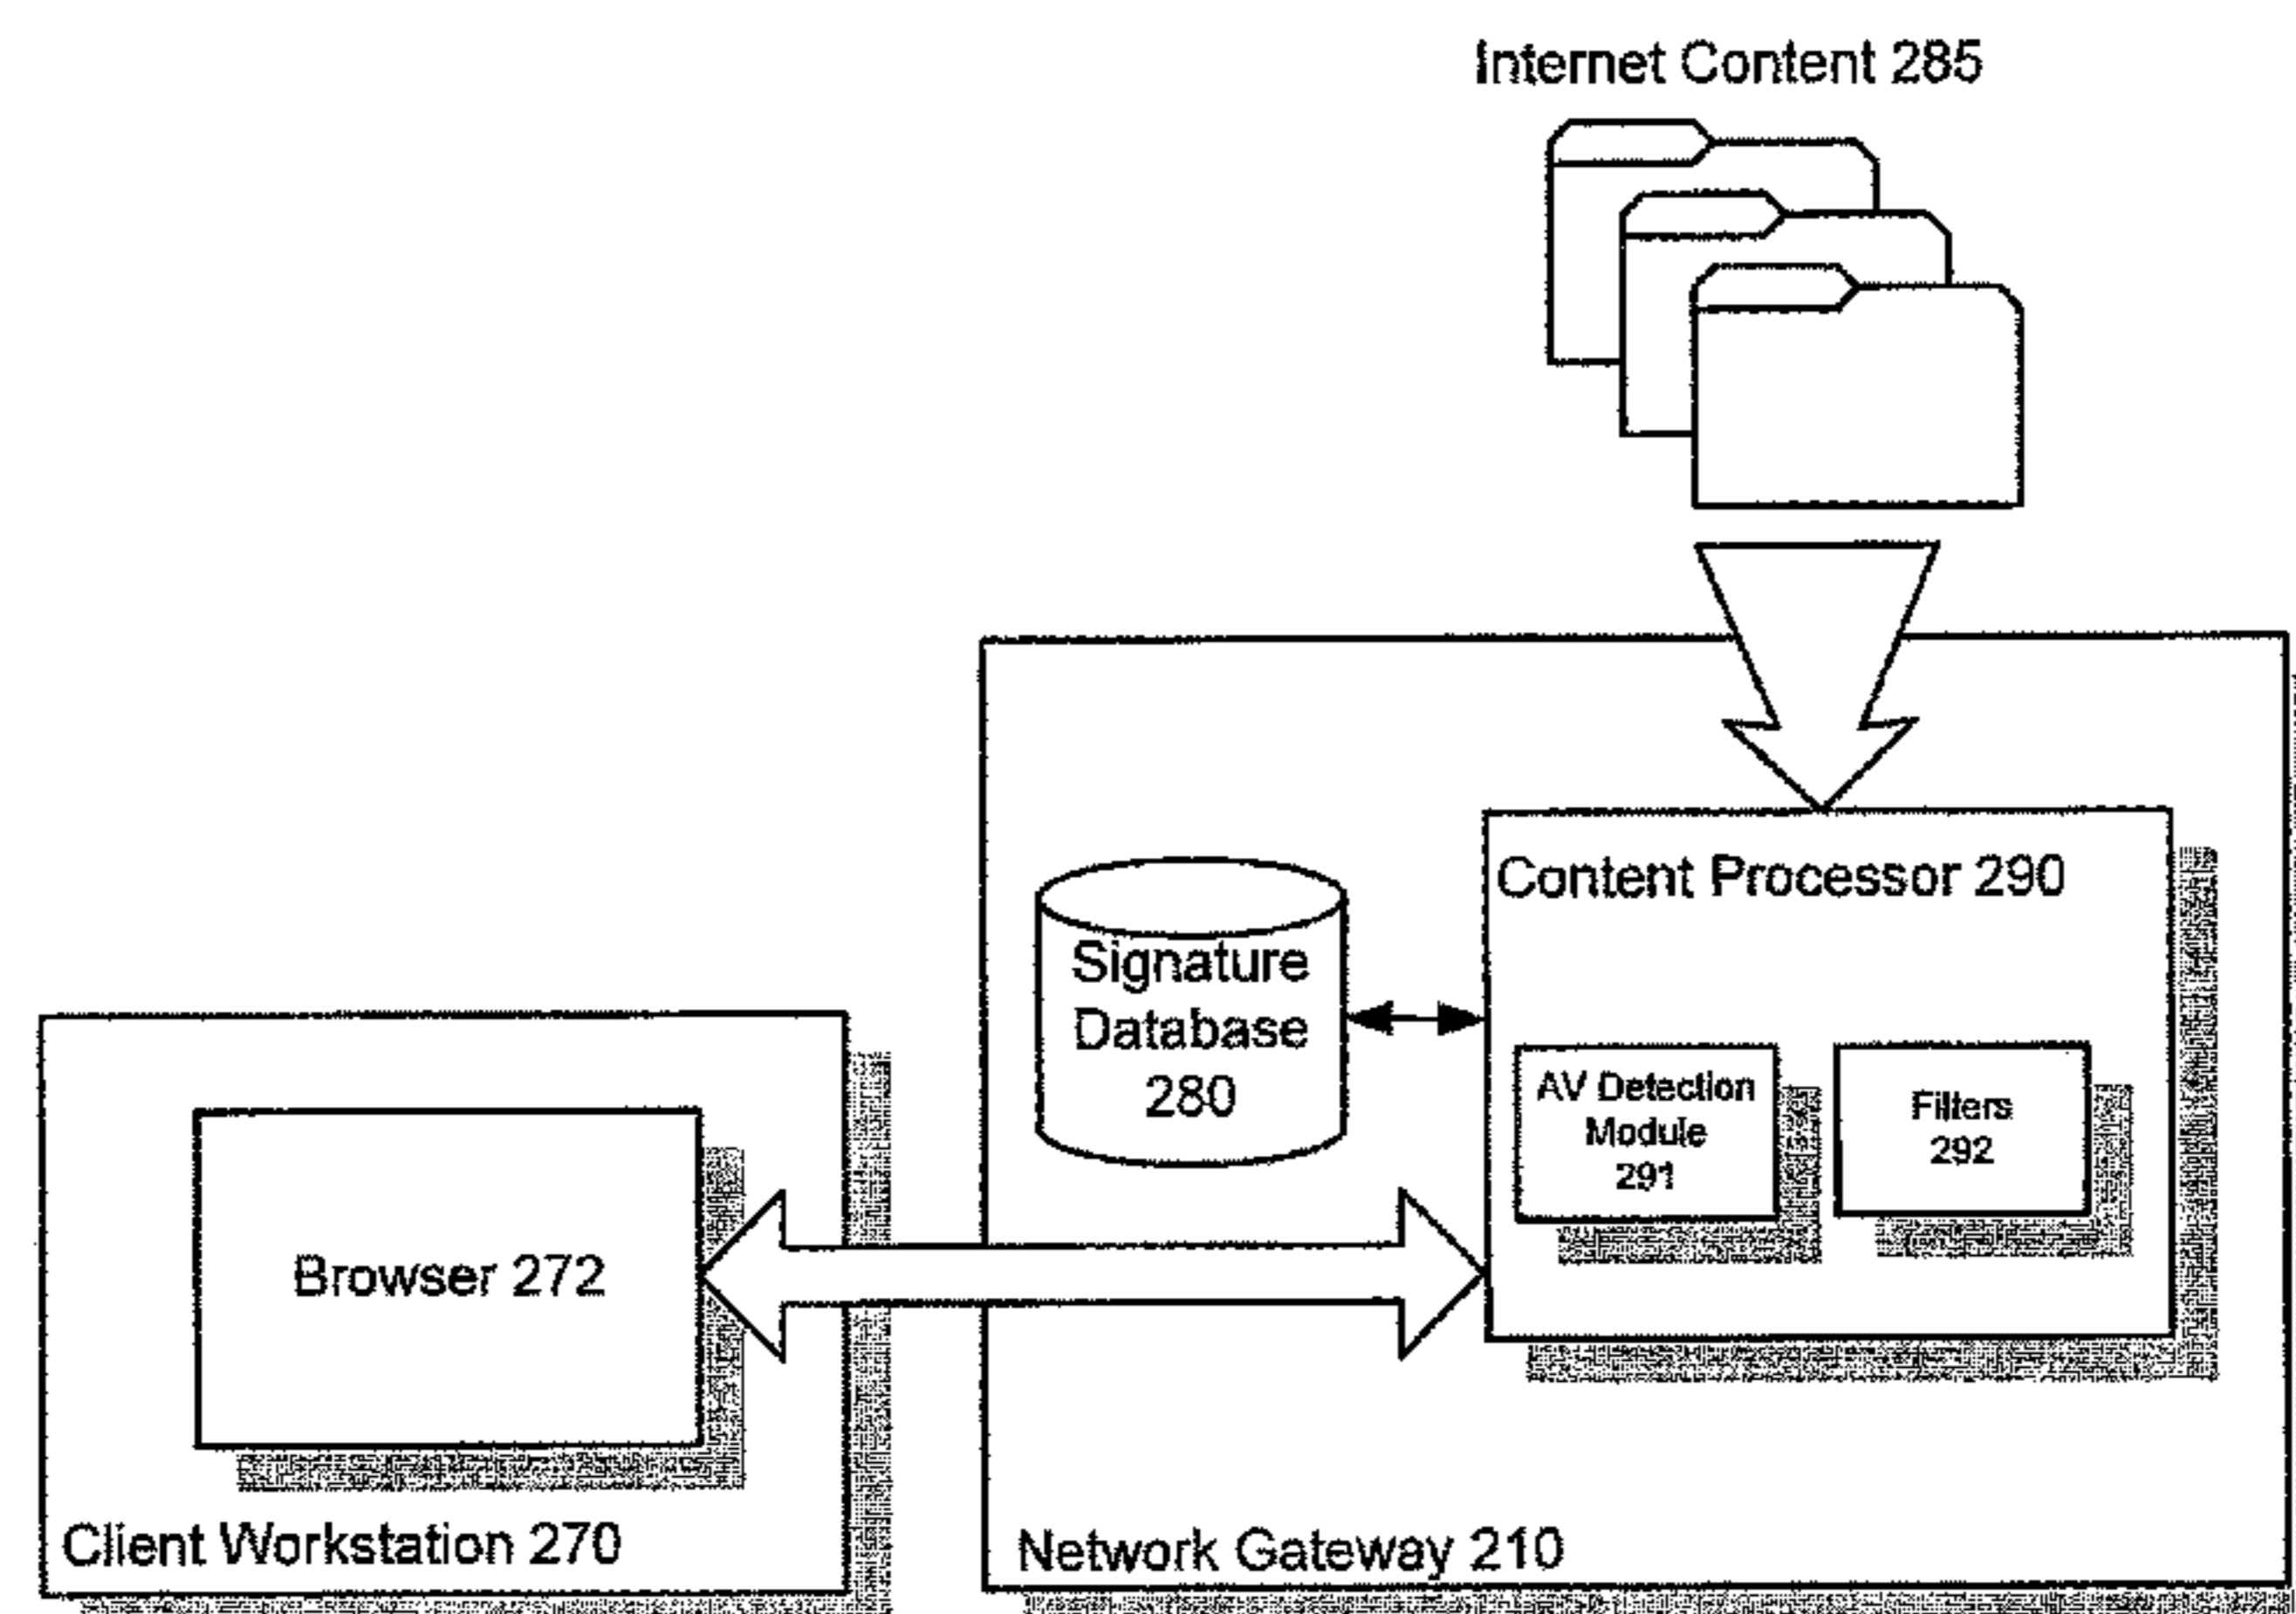 Internet Content 285
Content Processor 290
Signature
Database
280
AV Detection
Module
291
Filters
292
Browser 272
Client Workstation 270
Network Gateway 210